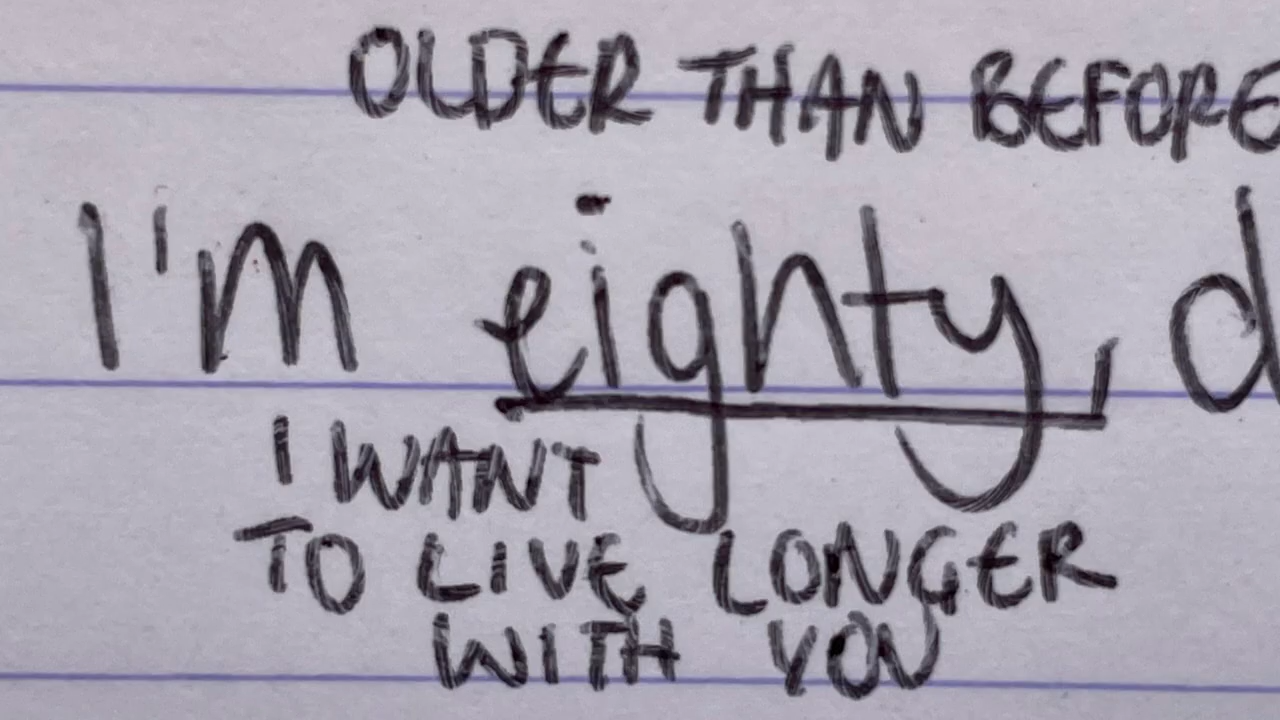 OLDER THAN BEFORE
I'm eighty, d
I WANT
TO LIVE LONGER
WITH YOU